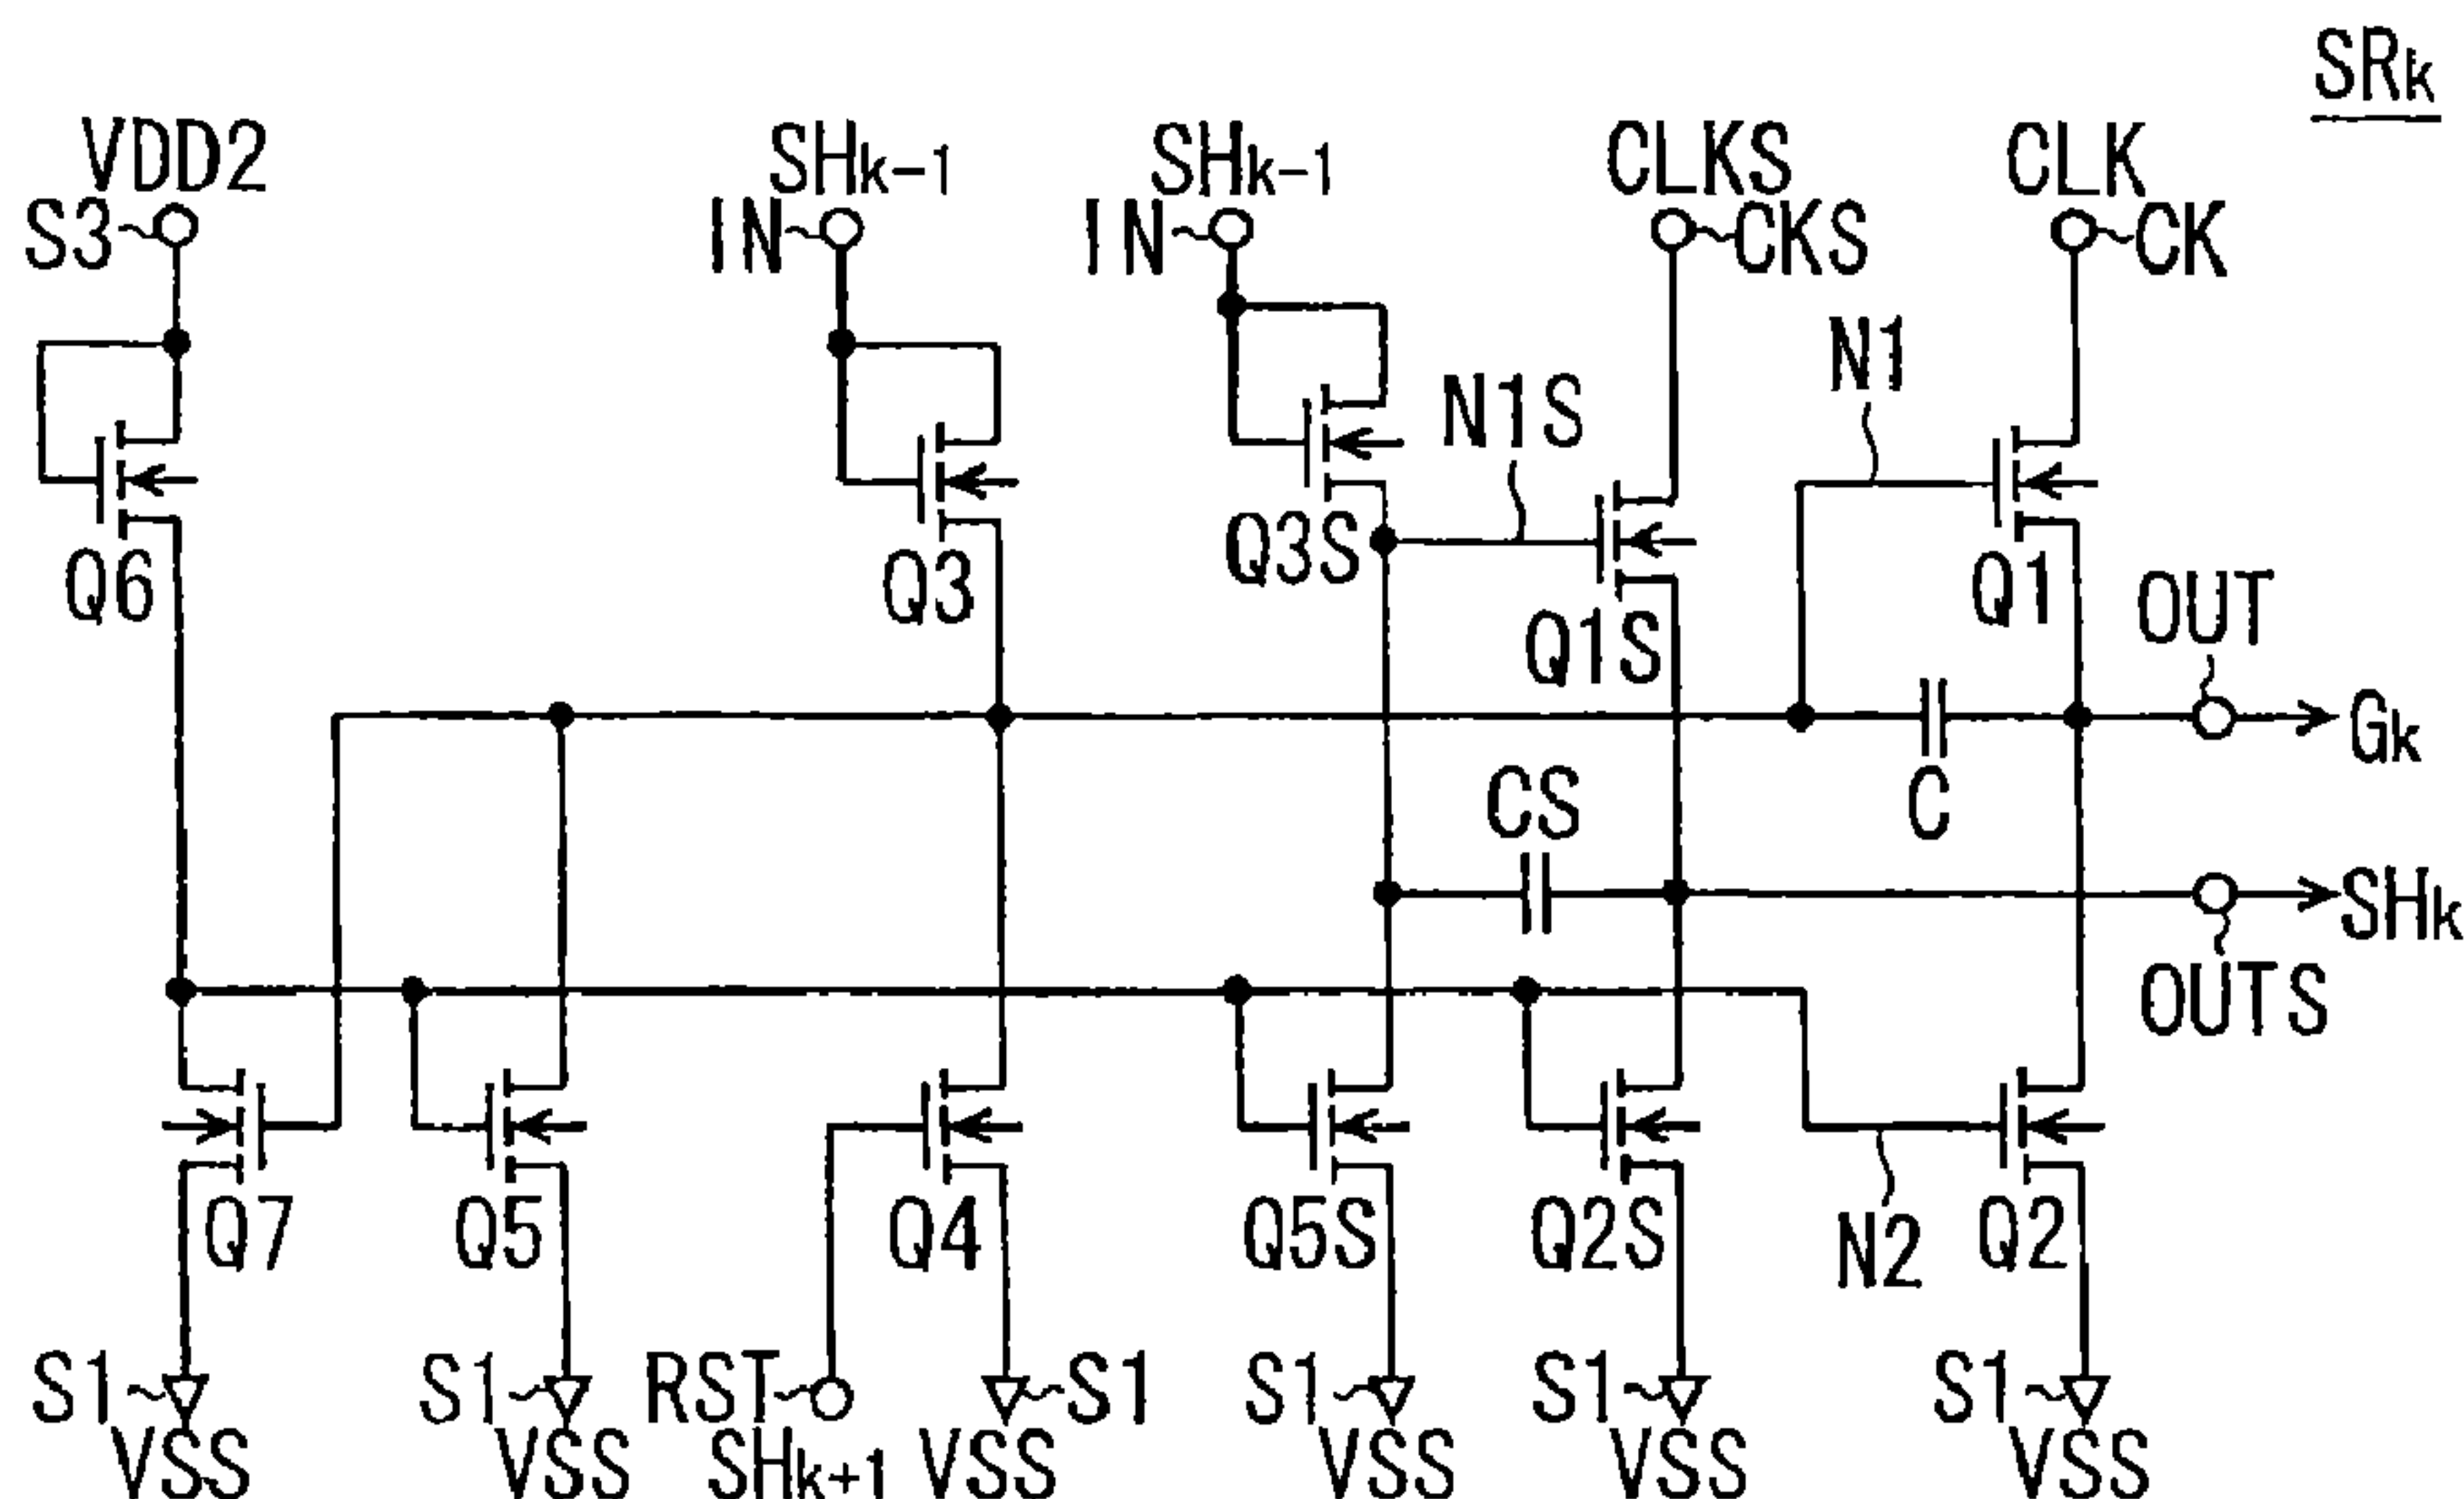 SRk
VDD2 SHk-1 SHk-1 CLKS CLK
S3 IN IN CKS CK
N1S N1
Q6 Q3 Q3S Q1S Q1 OUT
Gk
CS C
SHk
OUTS
Q7 Q5 Q4 Q5S Q2S N2 Q2
S1 S1 RST S1 S1 S1 S1
VSS VSS SHk+1 VSS VSS VSS VSS